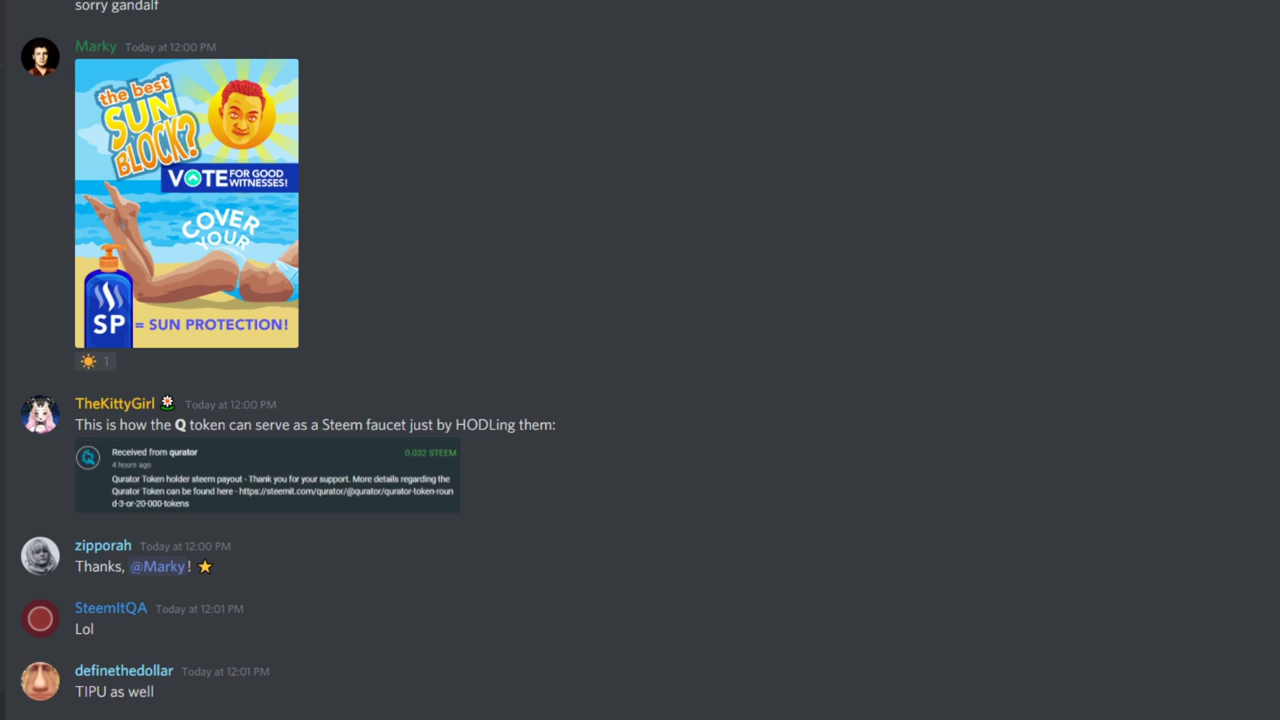 sorry gandalf
Marky Today at 12:00 PM
the best
SUN
BLOCK?
VOTE FOR GOOD
WITNESSES!
COVER
YOUR
SP = SUN PROTECTION!
1
TheKittyGirl Today at 12:00 PM
This is how the Q token can serve as a Steem faucet just by HODLing them:
Received from qurator 0.032 STEEM
4 hours ago
Qurator Token holder steem payout - Thank you for your support. More details regarding the
Qurator Token can be found here - https://steemit.com/qurator/@qurator/qurator-token-roun
d-3-or-20-000-tokens
zipporah Today at 12:00 PM
Thanks, @Marky!
SteemItQA Today at 12:01 PM
Lol
definethedollar Today at 12:01 PM
TIPU as well